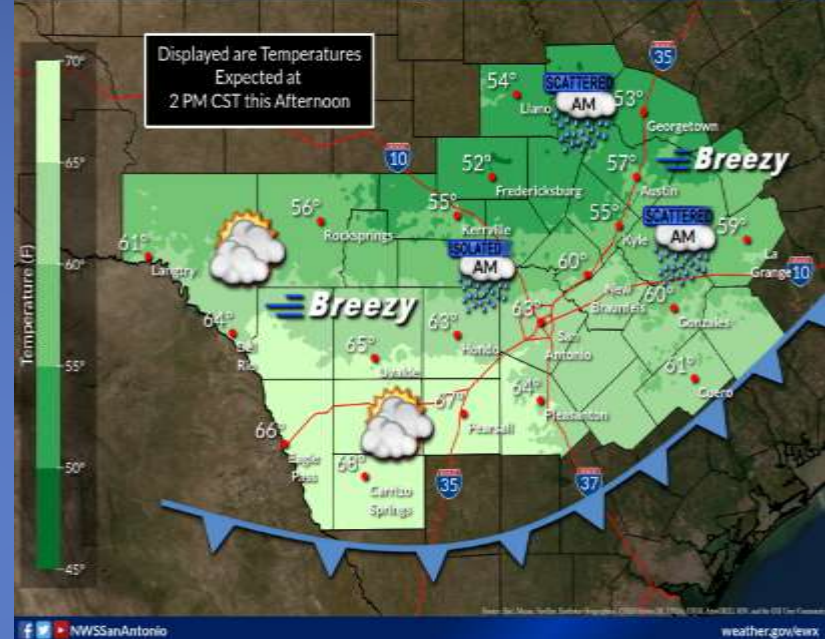 Displayed are Temperatures
Expected at
2 PM CST this Afternoon
Temperature (F)
70°
65°
60°
55°
50°
45°
35
54°
Llano
SCATTERED
AM
53°
Georgetown
10
52°
Fredericksburg
57°
Austin
Breezy
56°
Rocksprings
55°
Kerrville
55°
Kyle
SCATTERED
AM
59°
La
Grange
61°
Langtry
ISOLATED
AM
60°
New
Braunfels
10
Breezy
64°
Del
Rio
63°
Hondo
63°
San
Antonio
60°
Gonzales
65°
Uvalde
61°
Cuero
67°
Pearsall
64°
Pleasanton
66°
Eagle
Pass
68°
Carrizo
Springs
35
37
NWSSanAntonio
weather.gov/ewx